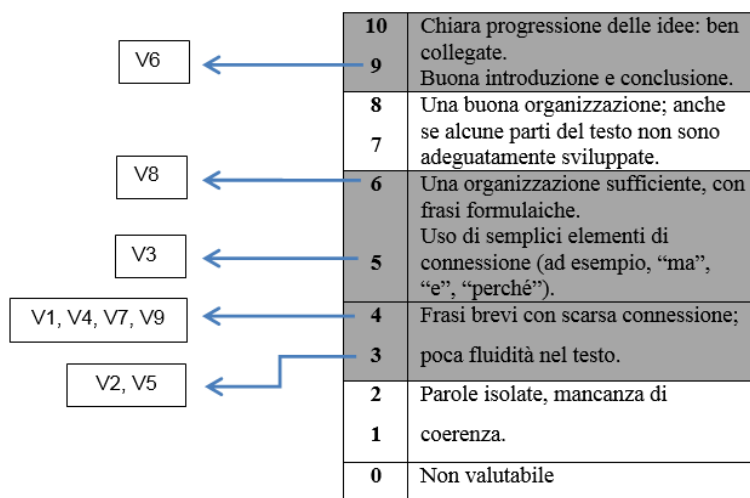 10 Chiara progressione delle idee: ben
collegate.
V6
9
Buona introduzione e conclusione.
8 Una buona organizzazione; anche
se alcune parti del testo non sono
7
adeguatamente sviluppate.
V8
6 Una organizzazione sufficiente, con
frasi formulaiche.
Uso di semplici elementi di
V3
5 connessione (ad esempio, “ma”,
“e”, “perché”).
V1, V4, V7, V9
4 Frasi brevi con scarsa connessione;
3 poca fluidità nel testo.
V2, V5
2 Parole isolate, mancanza di
1 coerenza.
0 Non valutabile